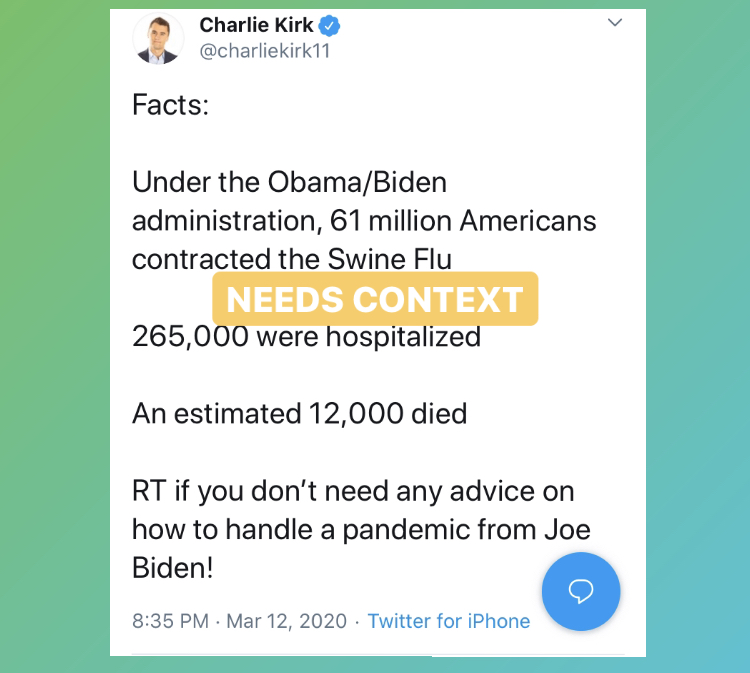 Charlie Kirk
@charliekirk11
Facts:
Under the Obama/Biden
administration, 61 million Americans
contracted the Swine Flu
NEEDS CONTEXT
265,000 were hospitalized
An estimated 12,000 died
RT if you don’t need any advice on
how to handle a pandemic from Joe
Biden!
8:35 PM · Mar 12, 2020 · Twitter for iPhone